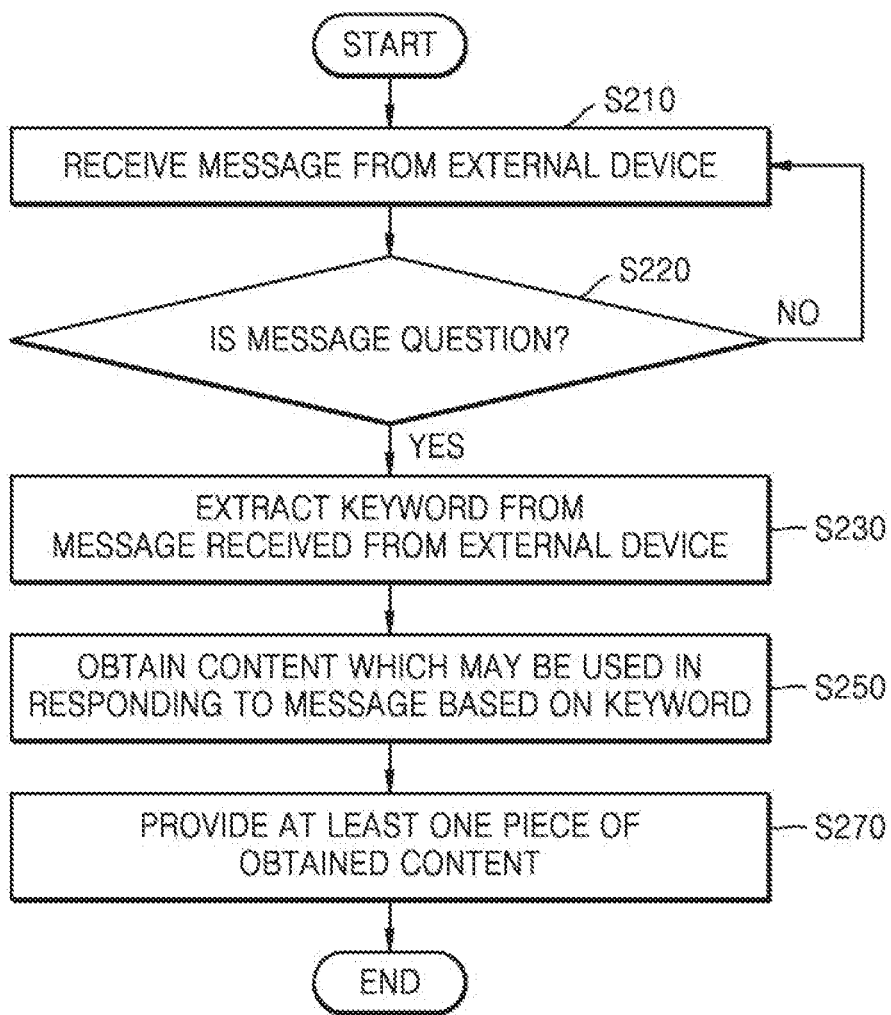 START
S210
RECEIVE MESSAGE FROM EXTERNAL DEVICE
S220
IS MESSAGE QUESTION?
NO
YES
EXTRACT KEYWORD FROM
MESSAGE RECEIVED FROM EXTERNAL DEVICE
S230
OBTAIN CONTENT WHICH MAY BE USED IN
RESPONDING TO MESSAGE BASED ON KEYWORD
S250
PROVIDE AT LEAST ONE PIECE OF
OBTAINED CONTENT
S270
END